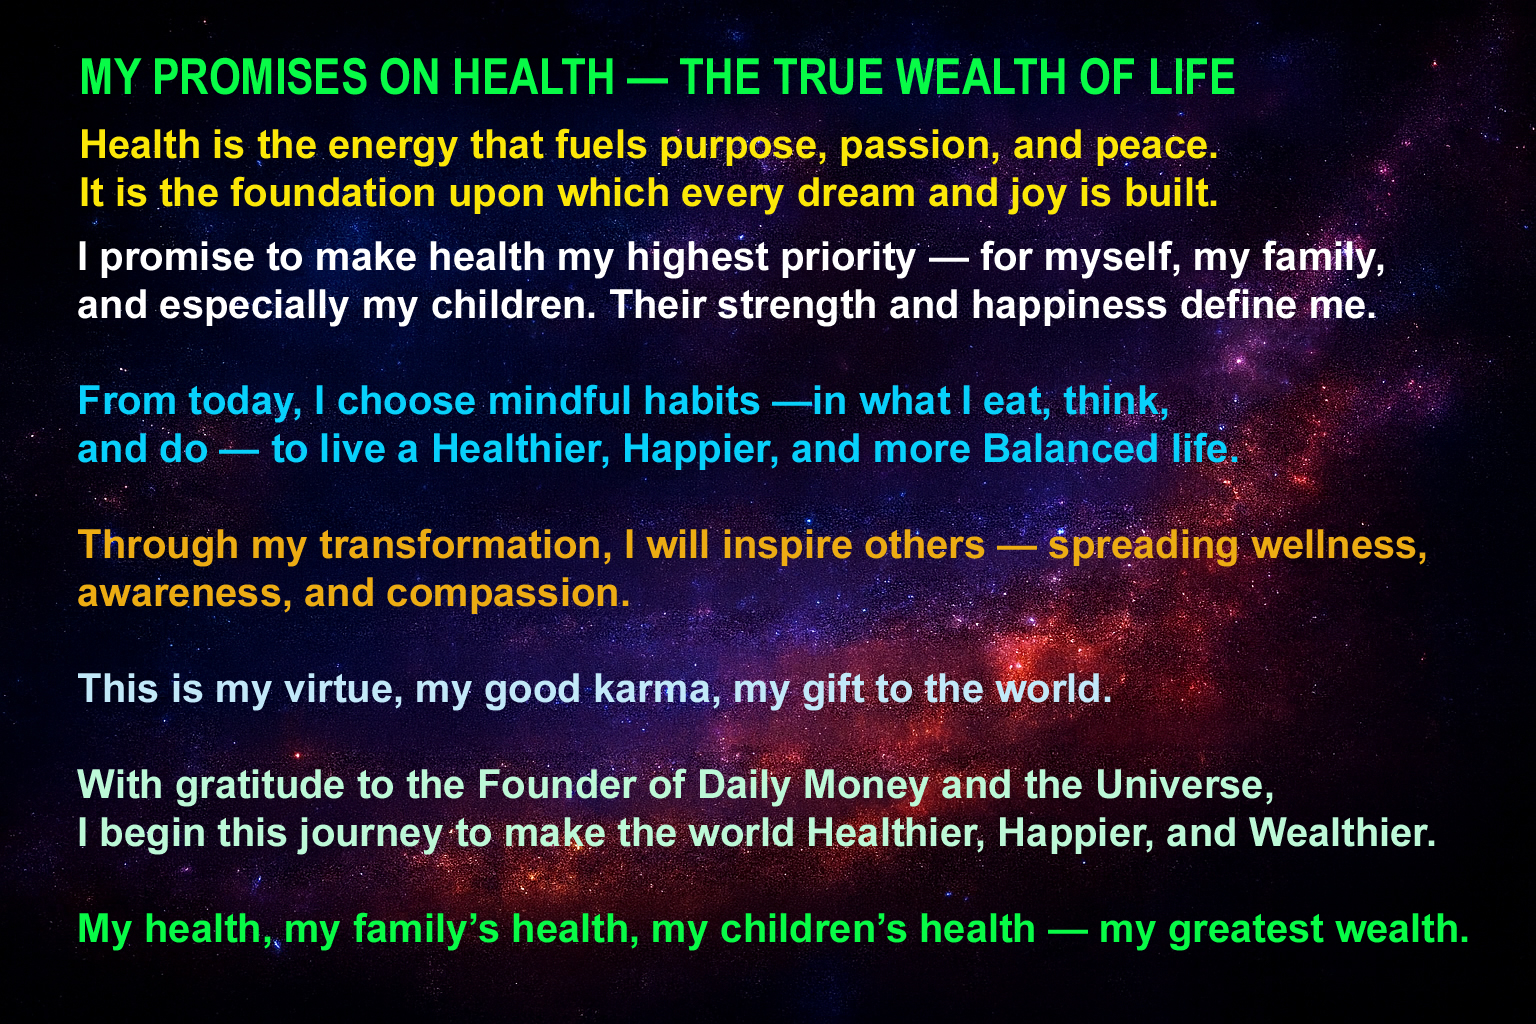 MY PROMISES ON HEALTH — THE TRUE WEALTH OF LIFE
Health is the energy that fuels purpose, passion, and peace.
It is the foundation upon which every dream and joy is built.
I promise to make health my highest priority — for myself, my family,
and especially my children. Their strength and happiness define me.
From today, I choose mindful habits —in what I eat, think,
and do — to live a Healthier, Happier, and more Balanced life.
Through my transformation, I will inspire others — spreading wellness,
awareness, and compassion.
This is my virtue, my good karma, my gift to the world.
With gratitude to the Founder of Daily Money and the Universe,
I begin this journey to make the world Healthier, Happier, and Wealthier.
My health, my family’s health, my children’s health — my greatest wealth.